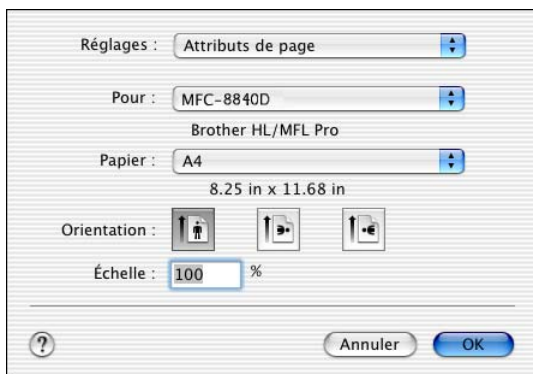 Réglages : Attributs de page
Pour : MFC-8840D
Brother HL/MFL Pro
Papier : A4
8.25 in x 11.68 in
Orientation :
Échelle : 100 %
? Annuler OK